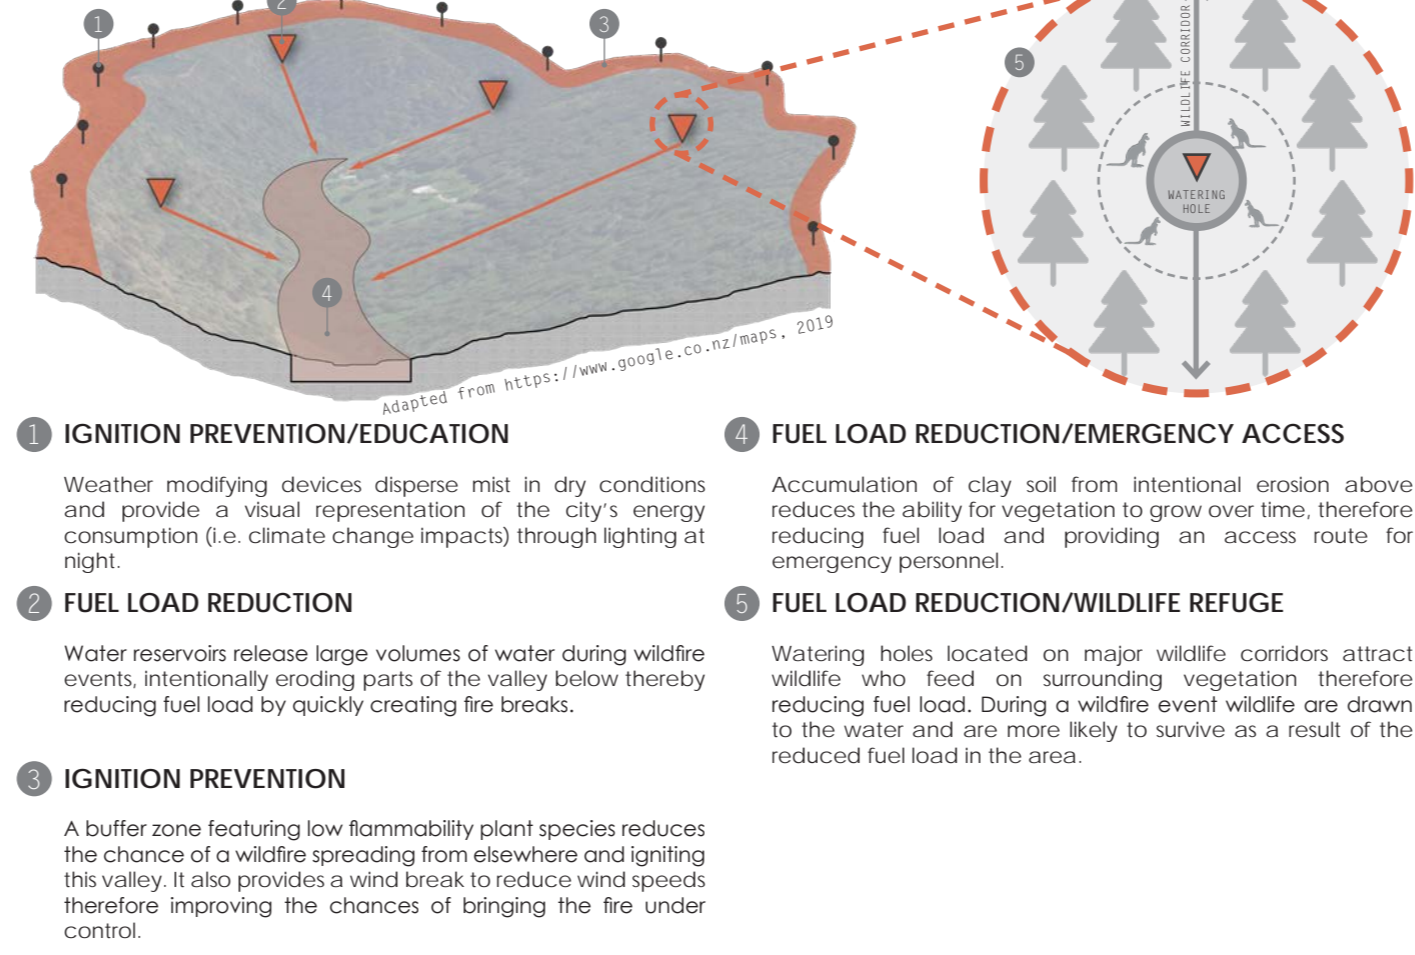 1
2
3
5
WILDLIFE CORRIDOR
WATERING
HOLE
4
Adapted from https://www.google.co.nz/maps, 2019
1 IGNITION PREVENTION/EDUCATION
Weather modifying devices disperse mist in dry conditions
and provide a visual representation of the city's energy
consumption (i.e. climate change impacts) through lighting at
night.
2 FUEL LOAD REDUCTION
Water reservoirs release large volumes of water during wildfire
events, intentionally eroding parts of the valley below thereby
reducing fuel load by quickly creating fire breaks.
3 IGNITION PREVENTION
A buffer zone featuring low flammability plant species reduces
the chance of a wildfire spreading from elsewhere and igniting
this valley. It also provides a wind break to reduce wind speeds
therefore improving the chances of bringing the fire under
control.
4 FUEL LOAD REDUCTION/EMERGENCY ACCESS
Accumulation of clay soil from intentional erosion above
reduces the ability for vegetation to grow over time, therefore
reducing fuel load and providing an access route for
emergency personnel.
5 FUEL LOAD REDUCTION/WILDLIFE REFUGE
Watering holes located on major wildlife corridors attract
wildlife who feed on surrounding vegetation therefore
reducing fuel load. During a wildfire event wildlife are drawn
to the water and are more likely to survive as a result of the
reduced fuel load in the area.